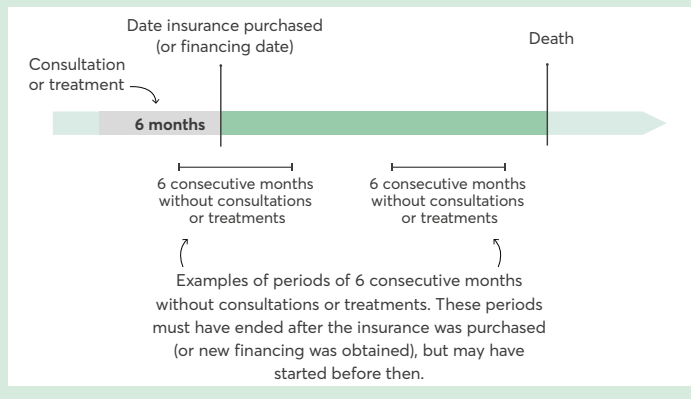 Date insurance purchased
(or financing date)
Death
Consultation
or treatment
6 months
6 consecutive months
without consultations
or treatments
6 consecutive months
without consultations
or treatments
Examples of periods of 6 consecutive months
without consultations or treatments. These periods
must have ended after the insurance was purchased
(or new financing was obtained), but may have
started before then.